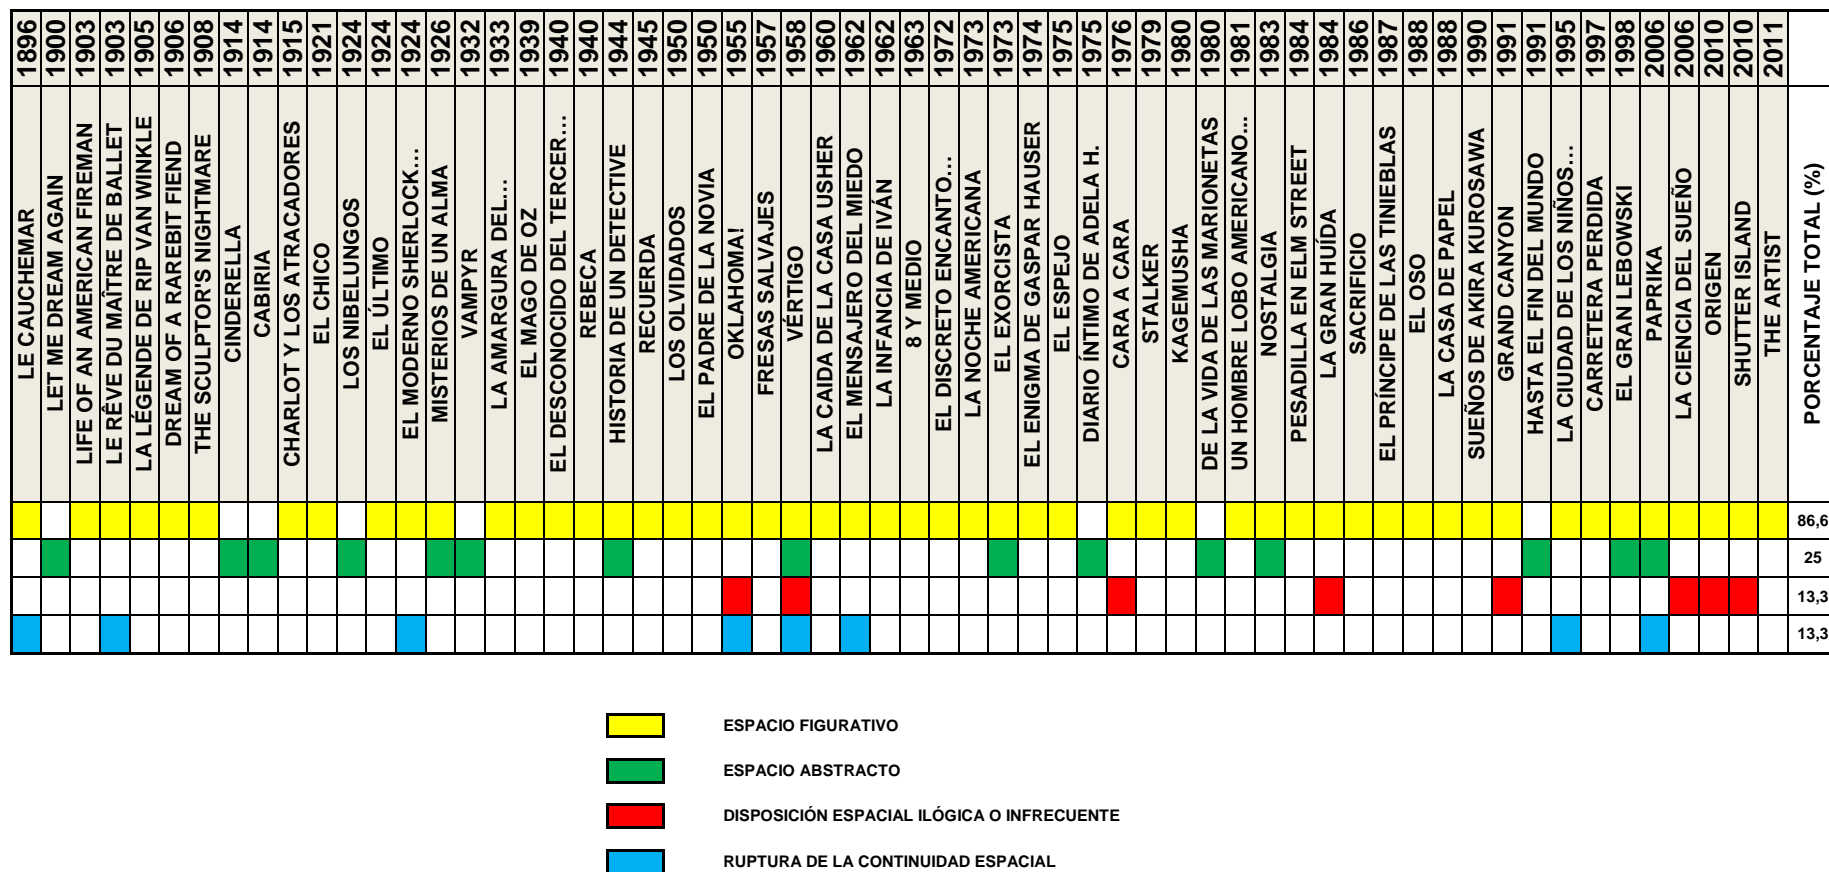 1896
1900
1903
1903
1905
1906
1908
1914
1914
1915
1921
1924
1924
1924
1926
1932
1933
1939
1940
1940
1944
1945
1950
1950
1955
1957
1958
1960
1962
1962
1963
1972
1973
1973
1974
1975
1975
1976
1979
1980
1980
1981
1983
1984
1984
1986
1987
1988
1988
1990
1991
1991
1995
1997
1998
2006
2006
2010
2010
2011
LE CAUCHEMAR
LET ME DREAM AGAIN
LIFE OF AN AMERICAN FIREMAN
LE RÊVE DU MAÎTRE DE BALLET
LA LÉGENDE DE RIP VAN WINKLE
DREAM OF A RAREBIT FIEND
THE SCULPTOR'S NIGHTMARE
CINDERELLA
CABIRIA
CHARLOT Y LOS ATRACADORES
EL CHICO
LOS NIBELUNGOS
EL ÚLTIMO
EL MODERNO SHERLOCK...
MISTERIOS DE UN ALMA
VAMPYR
LA AMARGURA DEL...
EL MAGO DE OZ
EL DESCONOCIDO DEL TERCER...
REBECA
HISTORIA DE UN DETECTIVE
RECUERDA
LOS OLVIDADOS
EL PADRE DE LA NOVIA
OKLAHOMA!
FRESAS SALVAJES
VÉRTIGO
LA CAIDA DE LA CASA USHER
EL MENSAJERO DEL MIEDO
LA INFANCIA DE IVÁN
8 Y MEDIO
EL DISCRETO ENCANTO...
LA NOCHE AMERICANA
EL EXORCISTA
EL ENIGMA DE GASPAR HAUSER
EL ESPEJO
DIARIO ÍNTIMO DE ADELA H.
CARA A CARA
STALKER
KAGEMUSHA
DE LA VIDA DE LAS MARIONETAS
UN HOMBRE LOBO AMERICANO...
NOSTALGIA
PESADILLA EN ELM STREET
LA GRAN HUÍDA
SACRIFICIO
EL PRÍNCIPE DE LAS TINIEBLAS
EL OSO
LA CASA DE PAPEL
SUEÑOS DE AKIRA KUROSAWA
GRAND CANYON
HASTA EL FIN DEL MUNDO
LA CIUDAD DE LOS NIÑOS...
CARRETERA PERDIDA
EL GRAN LEBOWSKI
PAPRIKA
LA CIENCIA DEL SUEÑO
ORIGEN
SHUTTER ISLAND
THE ARTIST
PORCENTAJE TOTAL (%)
86,6
25
13,3
13,3
ESPACIO FIGURATIVO
ESPACIO ABSTRACTO
DISPOSICIÓN ESPACIAL ILÓGICA O INFRECUENTE
RUPTURA DE LA CONTINUIDAD ESPACIAL